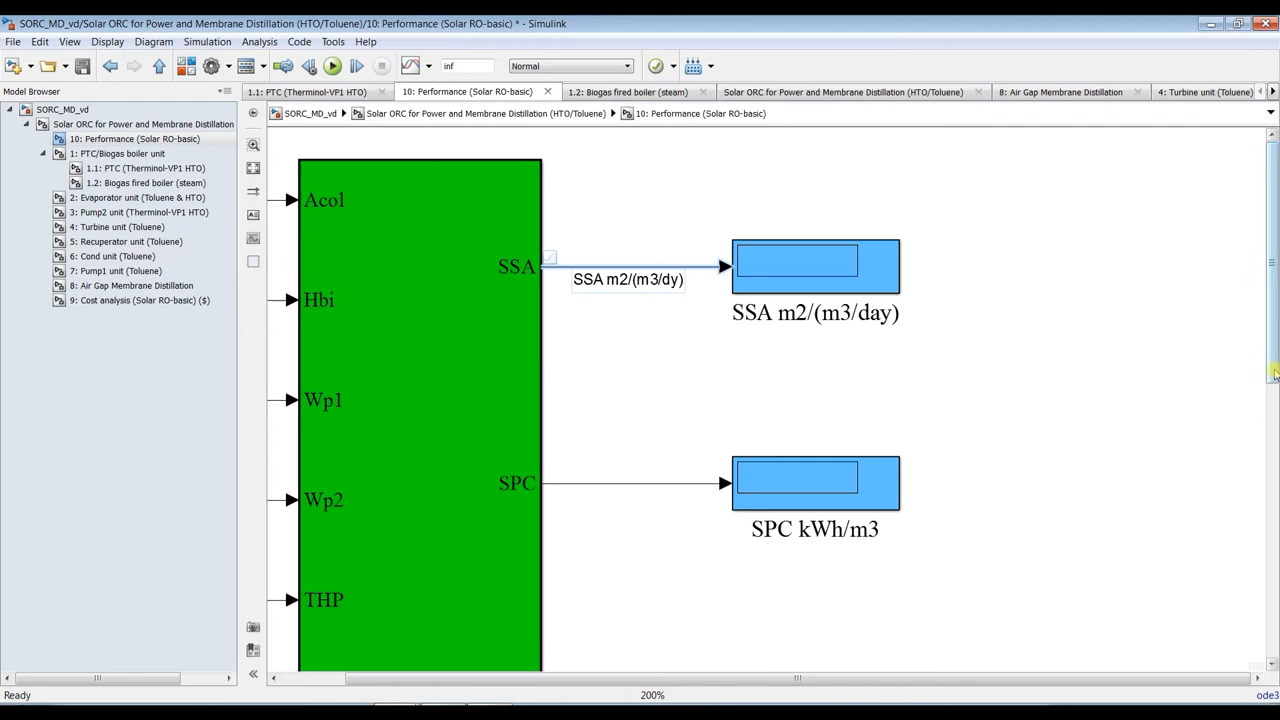 SORC_MD_vd/Solar ORC for Power and Membrane Distillation (HTO/Toluene)/10: Performance (Solar RO-basic) * - Simulink
File Edit View Display Diagram Simulation Analysis Code Tools Help
inf Normal
Model Browser
1.1: PTC (Therminol-VP1 HTO) 10: Performance (Solar RO-basic) 1.2: Biogas fired boiler (steam) Solar ORC for Power and Membrane Distillation (HTO/Toluene) 8: Air Gap Membrane Distillation 4: Turbine unit (Toluene)
SORC_MD_vd Solar ORC for Power and Membrane Distillation (HTO/Toluene) 10: Performance (Solar RO-basic)
SORC_MD_vd
Solar ORC for Power and Membrane Distillation
10: Performance (Solar RO-basic)
1: PTC/Biogas boiler unit
1.1: PTC (Therminol-VP1 HTO)
1.2: Biogas fired boiler (steam)
2: Evaporator unit (Toluene & HTO)
3: Pump2 unit (Therminol-VP1 HTO)
4: Turbine unit (Toluene)
5: Recuperator unit (Toluene)
6: Cond unit (Toluene)
7: Pump1 unit (Toluene)
8: Air Gap Membrane Distillation
9: Cost analysis (Solar RO-basic) ($)
Acol
SSA
SSA m2/(m3/dy)
SSA m2/(m3/day)
Hbi
Wp1
SPC
Wp2
SPC kWh/m3
THP
Ready 200% ode3